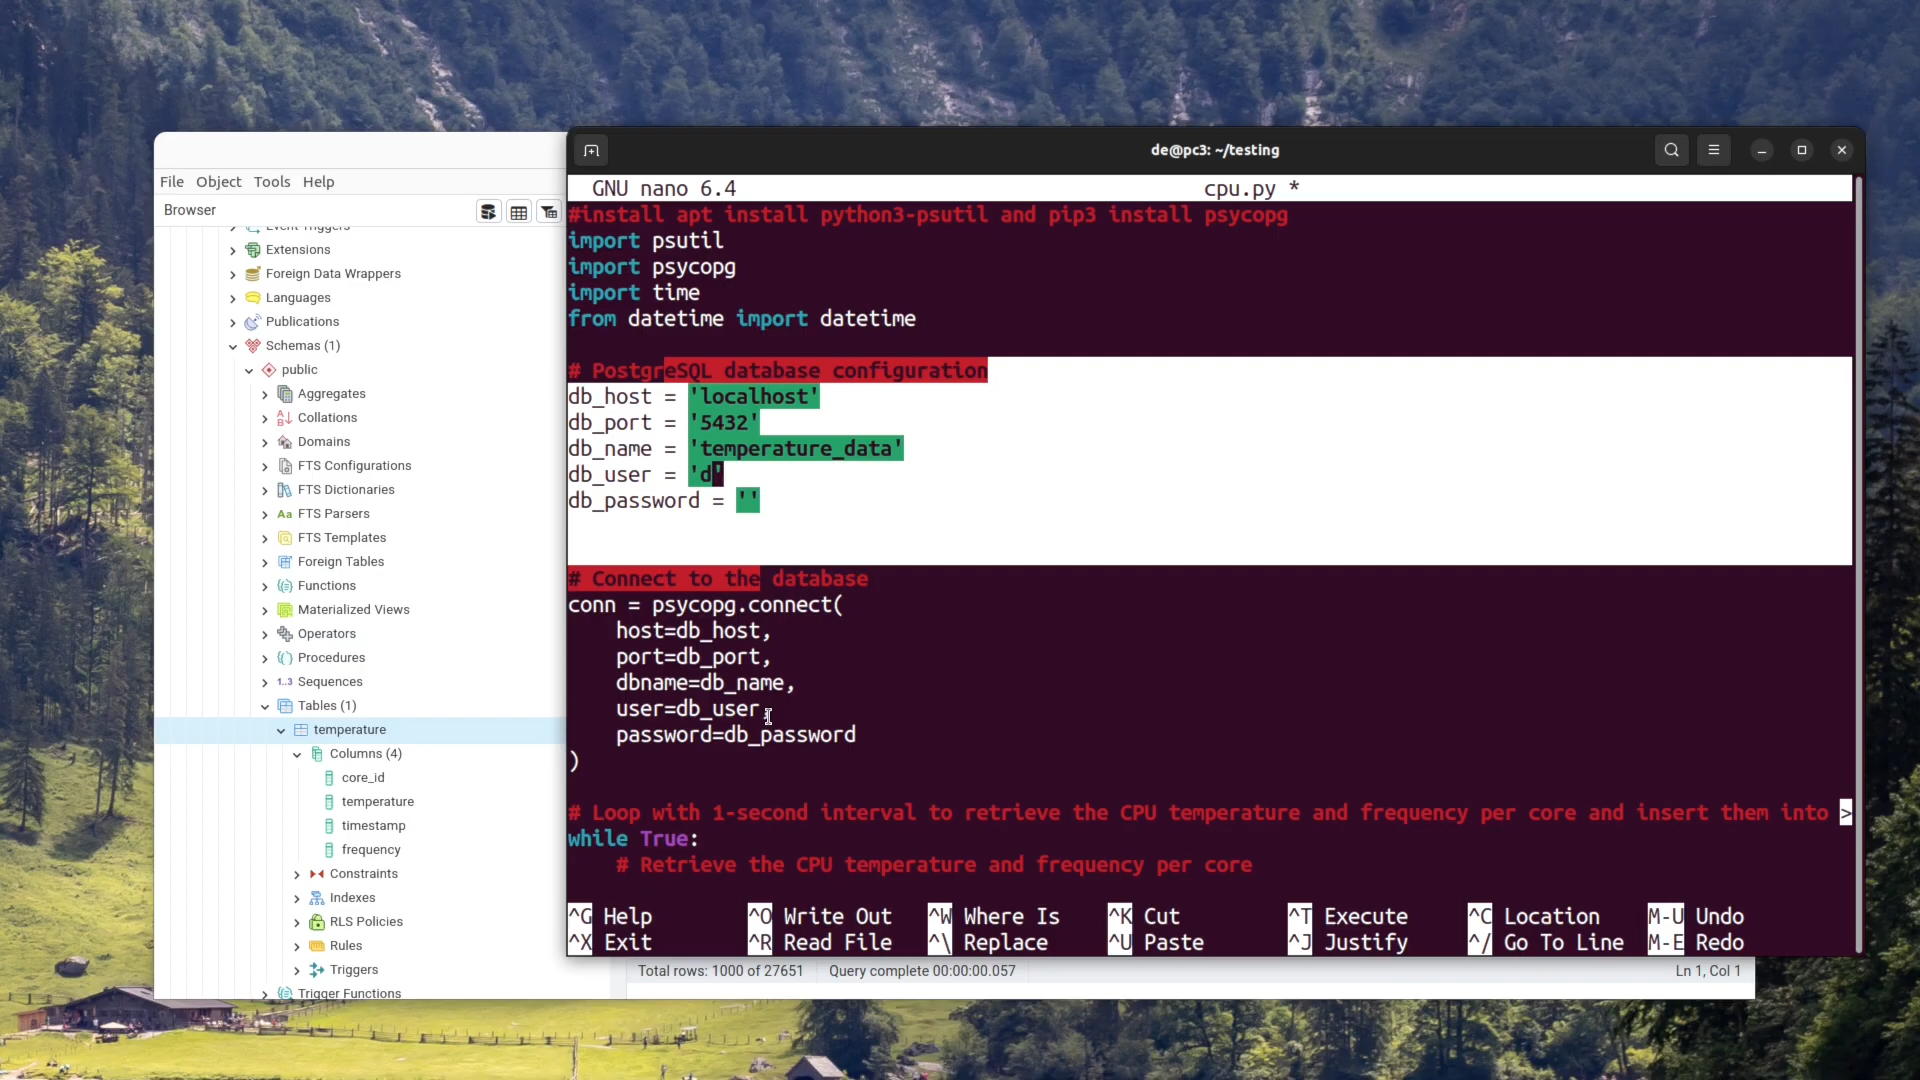 File Object Tools Help
Browser
Extensions
Foreign Data Wrappers
Languages
Publications
Schemas (1)
public
Aggregates
Collations
Domains
FTS Configurations
FTS Dictionaries
Aa FTS Parsers
FTS Templates
Foreign Tables
Functions
Materialized Views
Operators
Procedures
1..3 Sequences
Tables (1)
temperature
Columns (4)
core_id
temperature
timestamp
frequency
Constraints
Indexes
RLS Policies
Rules
Triggers
Trigger Functions
de@pc3: ~/testing
GNU nano 6.4 cpu.py *
#install apt install python3-psutil and pip3 install psycopg
import psutil
import psycopg
import time
from datetime import datetime
# PostgreSQL database configuration
db_host = 'localhost'
db_port = '5432'
db_name = 'temperature_data'
db_user = 'd'
db_password = ''
# Connect to the database
conn = psycopg.connect(
    host=db_host,
    port=db_port,
    dbname=db_name,
    user=db_user,
    password=db_password
)
# Loop with 1-second interval to retrieve the CPU temperature and frequency per core and insert them into >
while True:
    # Retrieve the CPU temperature and frequency per core
^G Help ^O Write Out ^W Where Is ^K Cut ^T Execute ^C Location M-U Undo
^X Exit ^R Read File ^\ Replace ^U Paste ^J Justify ^/ Go To Line M-E Redo
Total rows: 1000 of 27651 Query complete 00:00:00.057 Ln 1, Col 1